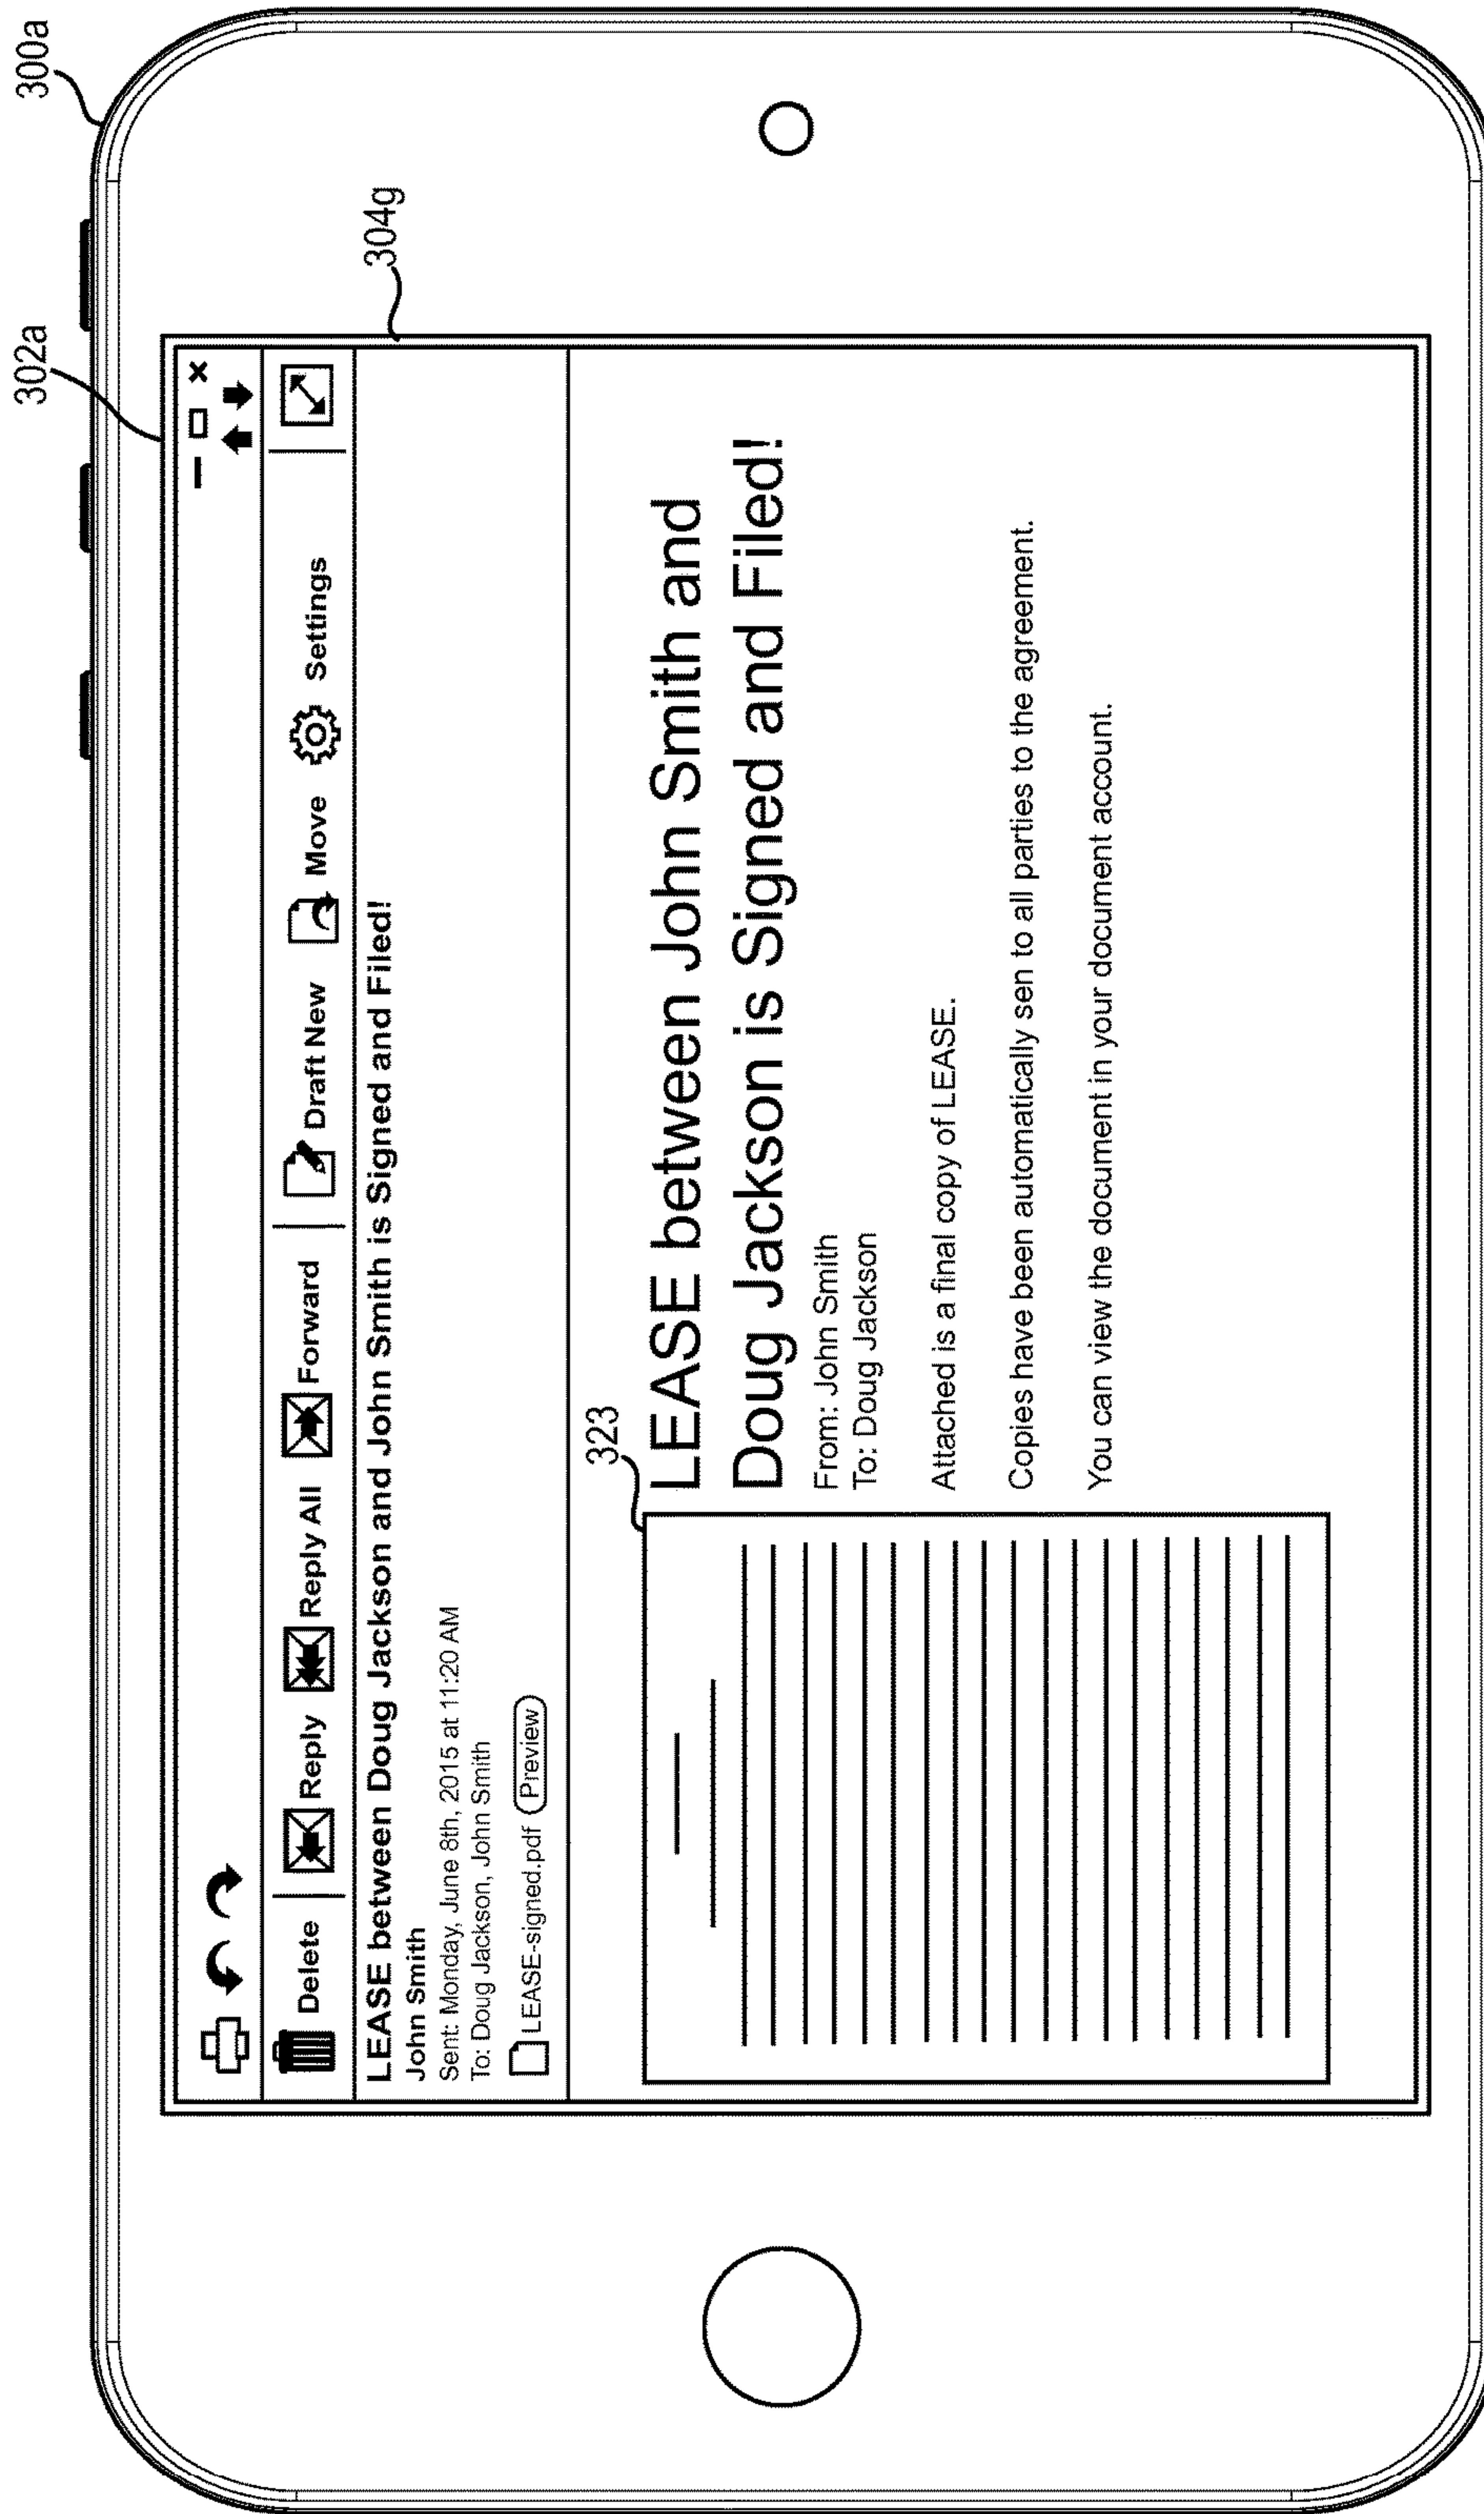 300a
302a
304g
Delete Reply Reply All Forward Draft New Move Settings
LEASE between Doug Jackson and John Smith is Signed and Filed!
John Smith
Sent: Monday, June 8th, 2015 at 11:20 AM
To: Doug Jackson, John Smith
LEASE-signed.pdf Preview
323
LEASE between John Smith and
Doug Jackson is Signed and Filed!
From: John Smith
To: Doug Jackson
Attached is a final copy of LEASE.
Copies have been automatically sen to all parties to the agreement.
You can view the document in your document account.